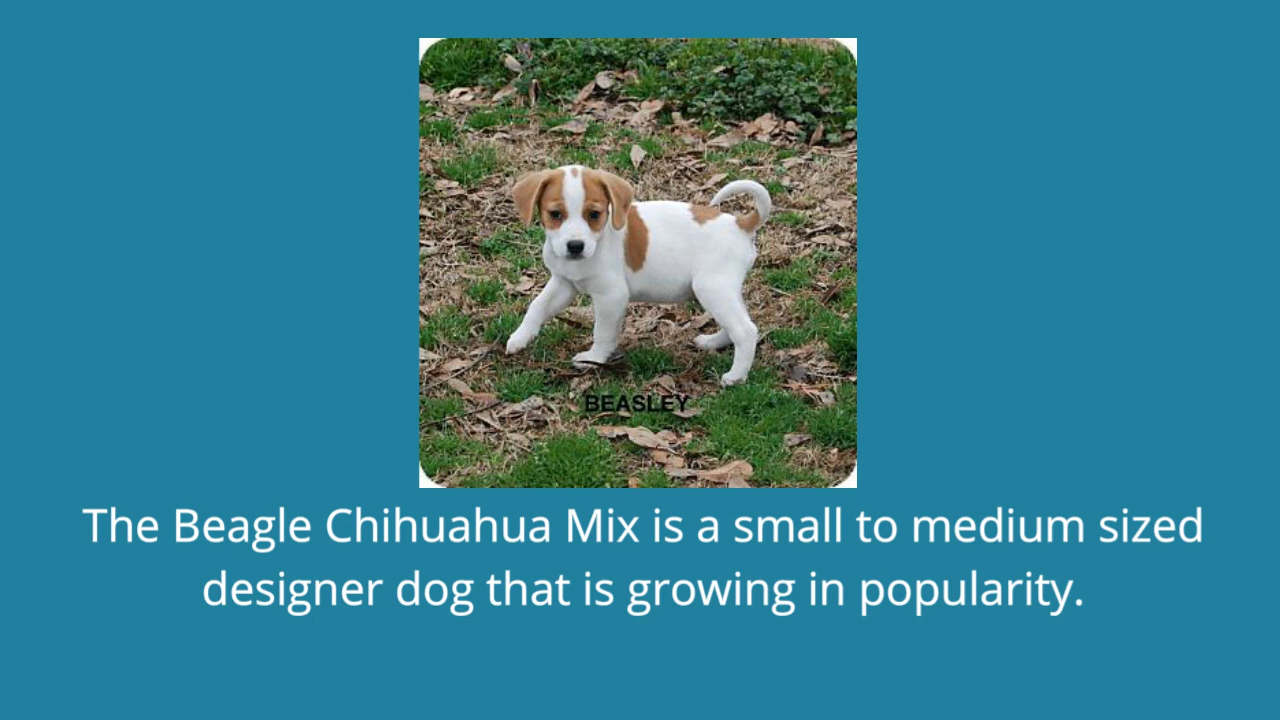 BEASLEY
The Beagle Chihuahua Mix is a small to medium sized
designer dog that is growing in popularity.